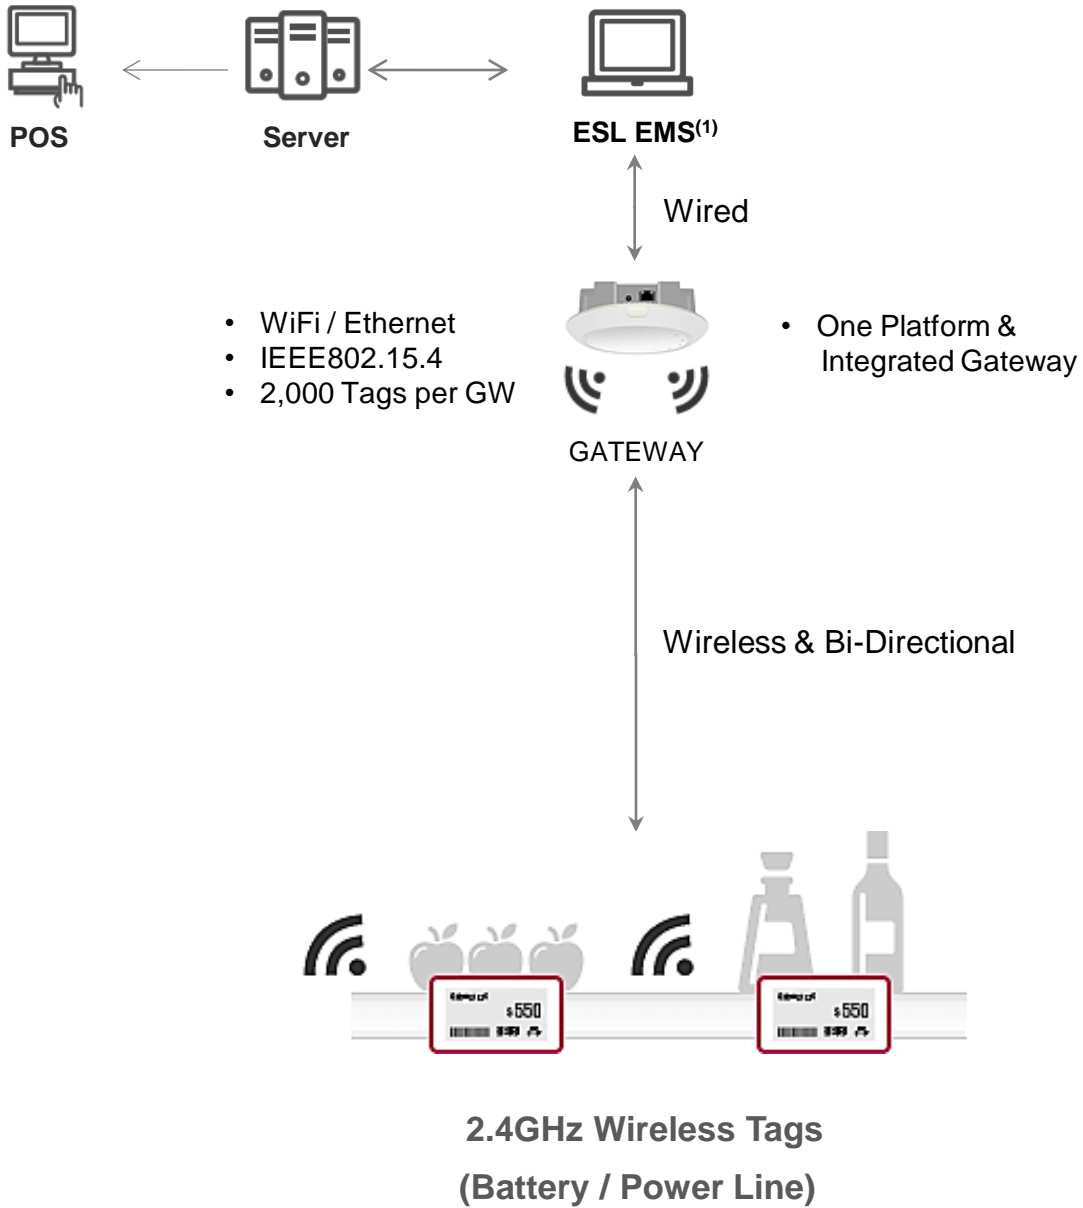 POS
Server
ESL EMS(1)
Wired
• WiFi / Ethernet
• IEEE802.15.4
• 2,000 Tags per GW
• One Platform &
Integrated Gateway
GATEWAY
Wireless & Bi-Directional
$550
$550
2.4GHz Wireless Tags
(Battery / Power Line)